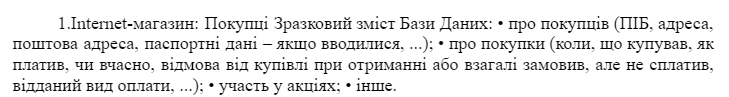 1.Internet-магазин: Покупці Зразковий зміст Бази Даних: • про покупців (ПІБ, адреса,
поштова адреса, паспортні дані – якщо вводилися, ...); • про покупки (коли, що купував, як
платив, чи вчасно, відмова від купівлі при отриманні або взагалі замовив, але не сплатив,
відданий вид оплати, ...); • участь у акціях; • інше.